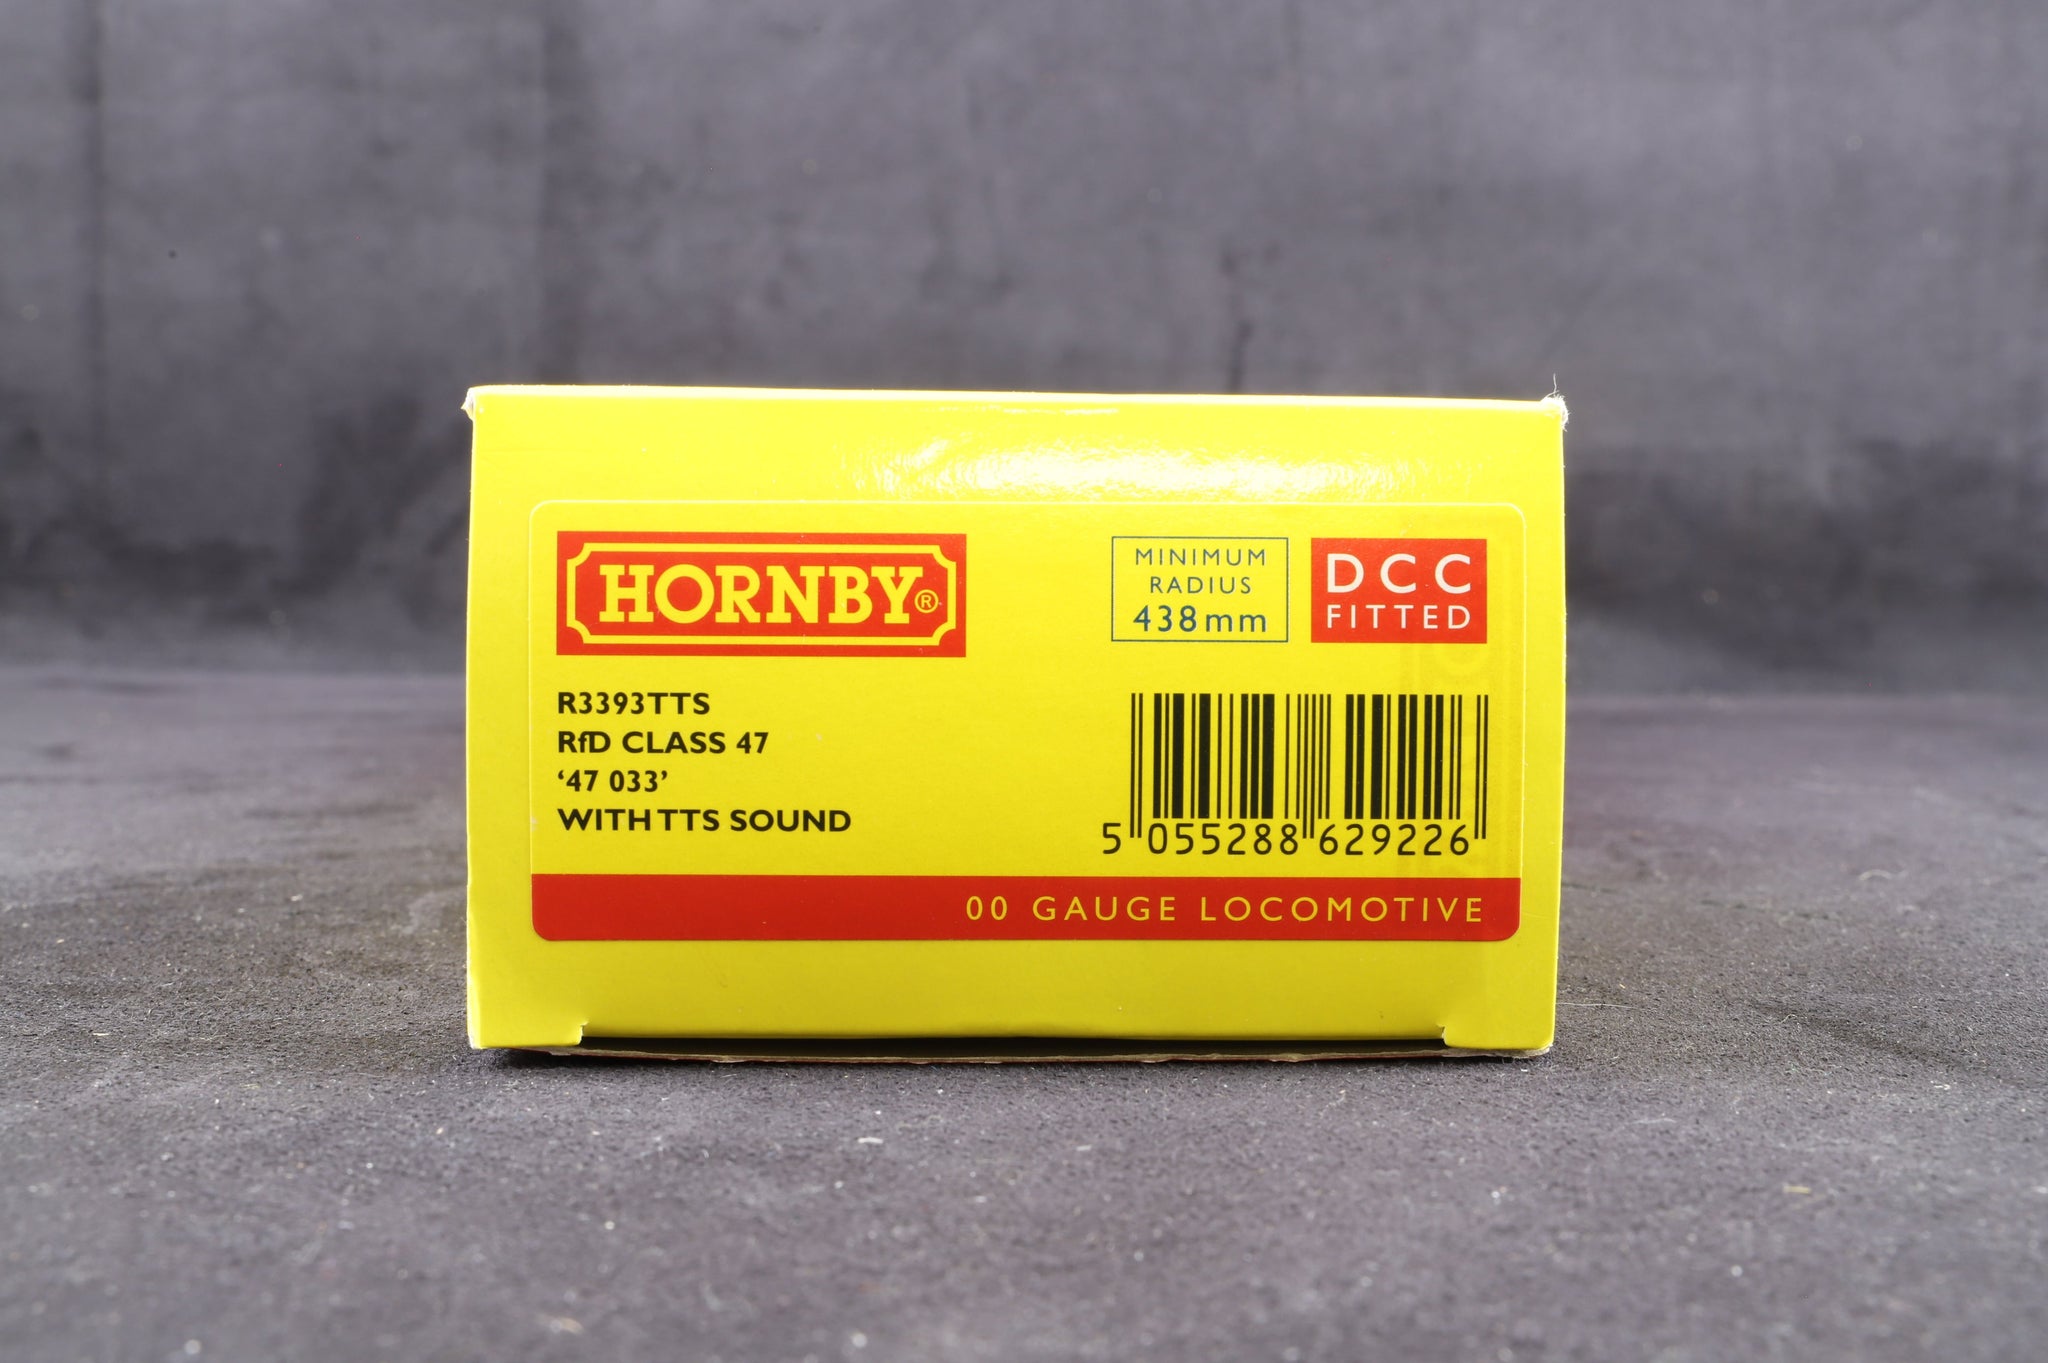 HORNBY®
MINIMUM
RADIUS
438mm
DCC
FITTED
R3393TTS
RfD CLASS 47
‘47 033’
WITH TTS SOUND
5 055288 629226
00 GAUGE LOCOMOTIVE